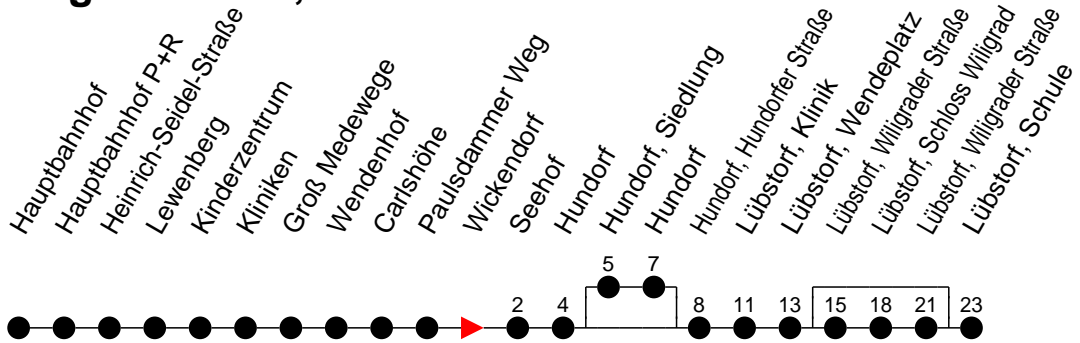 Hauptbahnhof
Hauptbahnhof P+R
Heinrich-Seidel-Straße
Lewenberg
Kinderzentrum
Kliniken
Groß Medewege
Wendenhof
Carlshöhe
Paulsdammer Weg
Wickendorf
Seehof
Hundorf
Hundorf, Siedlung
Hundorf
Hundorf, Hundorfer Straße
Lübstorf, Klinik
Lübstorf, Wendeplatz
Lübstorf, Wiligrader Straße
Lübstorf, Schloss Wiligrad
Lübstorf, Wiligrader Straße
Lübstorf, Schule
5 7
2 4 8 11 13 15 18 21 23